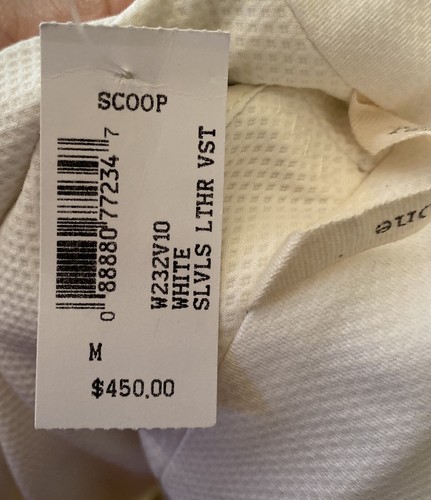 SCOOP
0 88880 77234 7
W232V10
WHITE
SLVLS LTHR VST
M
$450.00